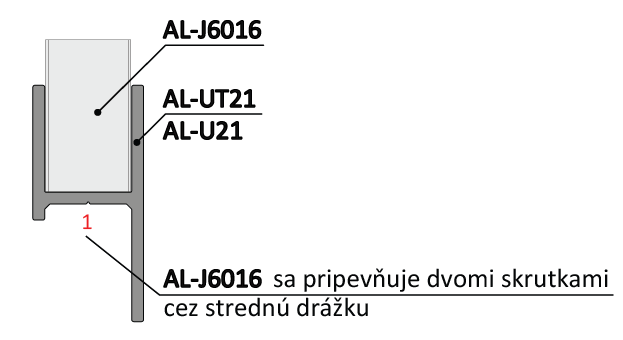 AL-J6016
AL-UT21
AL-U21
1
AL-J6016 sa pripevňuje dvomi skrutkami
cez strednú drážku